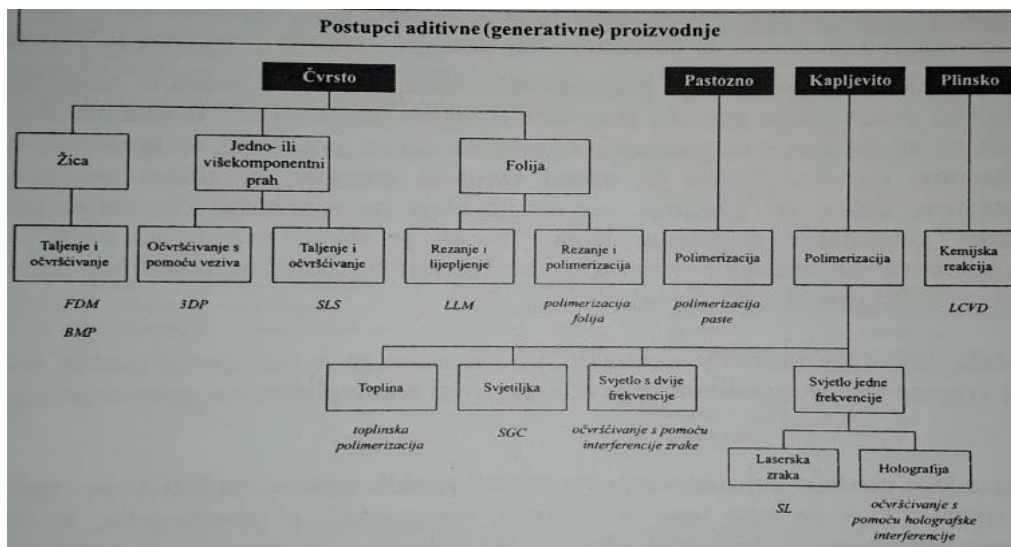 Postupci aditivne (generativne) proizvodnje
Čvrsto
Pastozno
Kapljevito
Plinsko
Žica
Jedno- ili
višekomponentni
prah
Folija
Taljenje i
očvršćivanje
Očvršćivanje s
pomoću veziva
Taljenje i
očvršćivanje
Rezanje i
lijepljenje
Rezanje i
polimerizacija
Polimerizacija
Polimerizacija
Kemijska
reakcija
FDM
BMP
3DP
SLS
LLM
polimerizacija
folija
polimerizacija
paste
LCVD
Toplina
Svjetiljka
Svjetlo s dvije
frekvencije
Svjetlo jedne
frekvencije
toplinska
polimerizacija
SGC
očvršćivanje s pomoću
interferencije zrake
Laserska
zraka
Holografija
SL
očvršćivanje s
pomoću holografske
interferencije